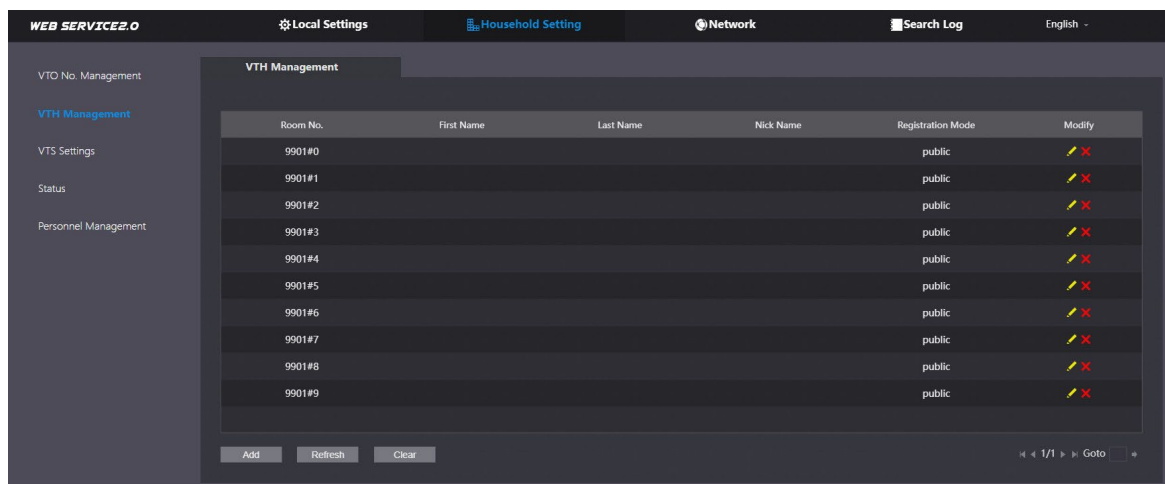 WEB SERVICE2.0 Local Settings Household Setting Network Search Log English
VTO No. Management
VTH Management
VTS Settings
Status
Personnel Management
VTH Management
Room No. First Name Last Name Nick Name Registration Mode Modify
9901#0 public
9901#1 public
9901#2 public
9901#3 public
9901#4 public
9901#5 public
9901#6 public
9901#7 public
9901#8 public
9901#9 public
Add Refresh Clear 1/1 Goto